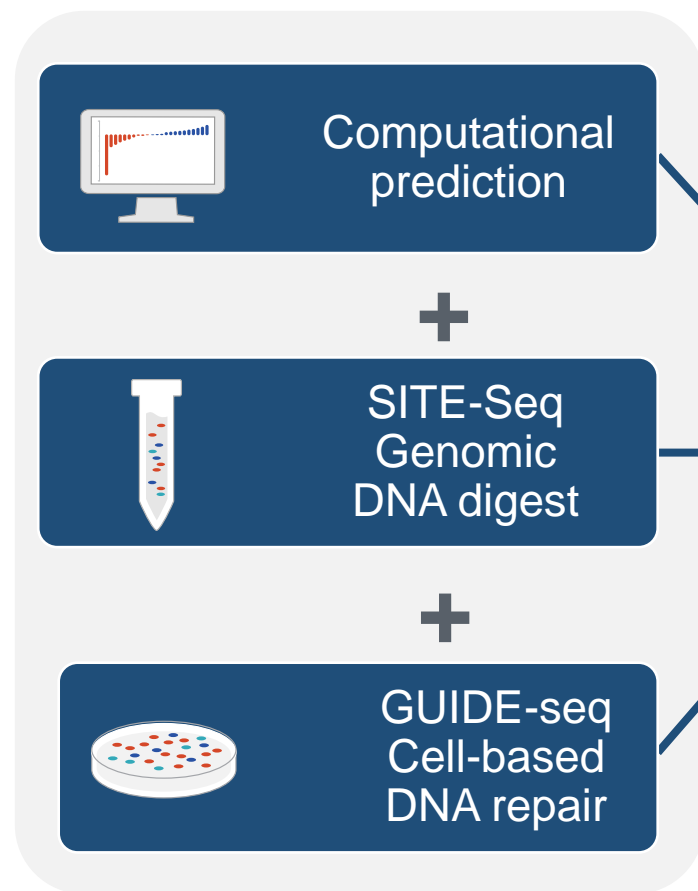 Computational
prediction
+
SITE-Seq
Genomic
DNA digest
+
GUIDE-seq
Cell-based
DNA repair